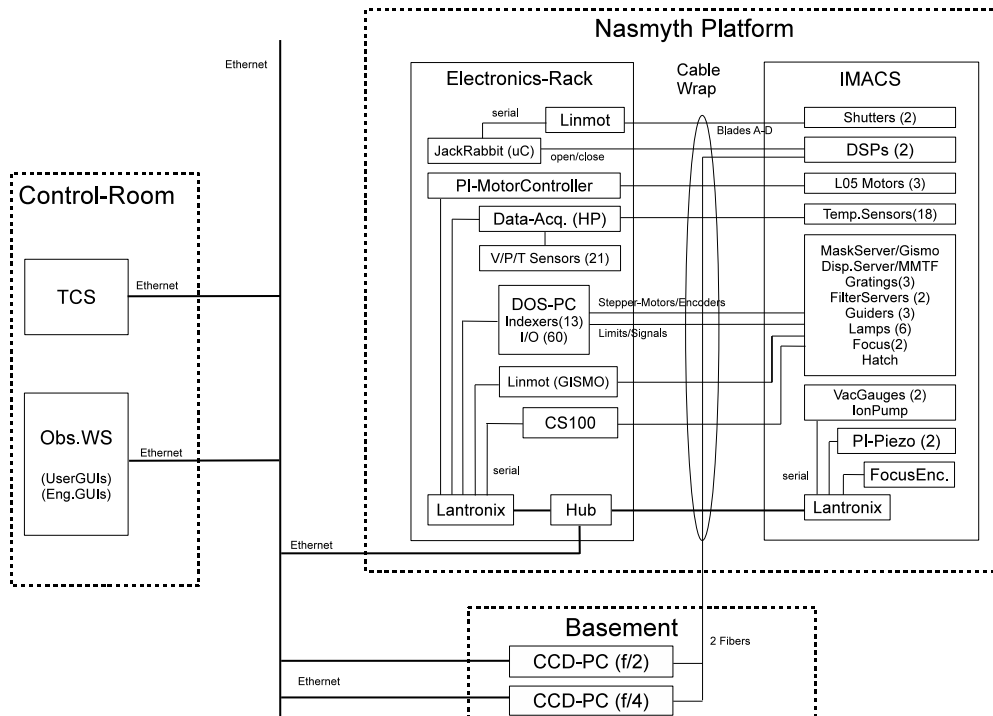 Nasmyth Platform
Ethernet
Electronics-Rack
Cable
Wrap
IMACS
serial
Linmot
Blades A-D
Shutters (2)
JackRabbit (uC)
open/close
DSPs (2)
PI-MotorController
L05 Motors (3)
Control-Room
Data-Acq. (HP)
Temp.Sensors(18)
V/P/T Sensors (21)
MaskServer/Gismo
Disp.Server/MMTF
Gratings(3)
FilterServers (2)
Guiders (3)
Lamps (6)
Focus(2)
Hatch
TCS
Ethernet
DOS-PC
Indexers(13)
I/O (60)
Stepper-Motors/Encoders
Limits/Signals
Linmot (GISMO)
VacGauges (2)
IonPump
CS100
Obs.WS
(UserGUIs)
(Eng.GUIs)
Ethernet
PI-Piezo (2)
serial
serial
FocusEnc.
Lantronix
Hub
Lantronix
Ethernet
Basement
2 Fibers
CCD-PC (f/2)
Ethernet
CCD-PC (f/4)